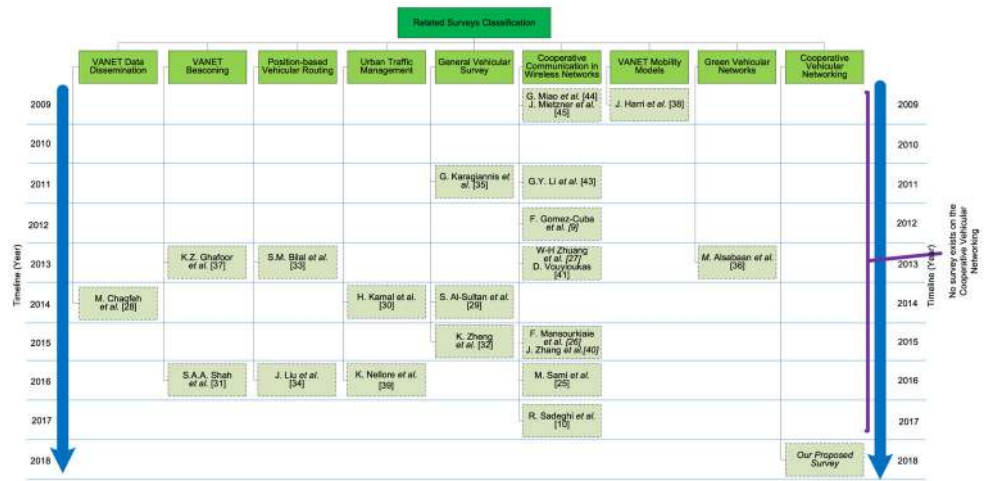 Related Surveys Classification
VANET Data
Dissemination
VANET
Beaconing
Position-based
Vehicular Routing
Urban Traffic
Management
General Vehicular
Survey
Cooperative
Communication in
Wireless Networks
VANET Mobility
Models
Green Vehicular
Networks
Cooperative
Vehicular
Networking
2009
G. Miao et al. [44]
J. Mietzner et al.
[45]
J. Harri et al. [38]
2009
2010
2010
2011
G. Karagiannis et
al. [35]
G.Y. Li et al. [43]
2011
2012
F. Gomez-Cuba
et al. [9]
2012
2013
K.Z. Ghafoor
et al. [37]
S.M. Bilal et al.
[33]
W-H Zhuang
et al. [27]
D. Vouyioukas
[41]
M. Alsabaan et al.
[36]
2013
2014
M. Chaqfeh
et al. [28]
H. Kamal et al.
[30]
S. Al-Sultan et al.
[29]
2014
2015
K. Zheng
et al. [32]
F. Mansourkiaie
et al. [26]
J. Zhang et al.[40]
2015
2016
S.A.A. Shah
et al. [31]
J. Liu et al.
[34]
K. Nellore et al.
[39]
M. Sami et al.
[25]
2016
2017
R. Sadeghi et al.
[10]
2017
2018
Our Proposed
Survey
2018
Timeline (Year)
Timeline (Year)
No survey exists on the
Cooperative Vehicular
Networking